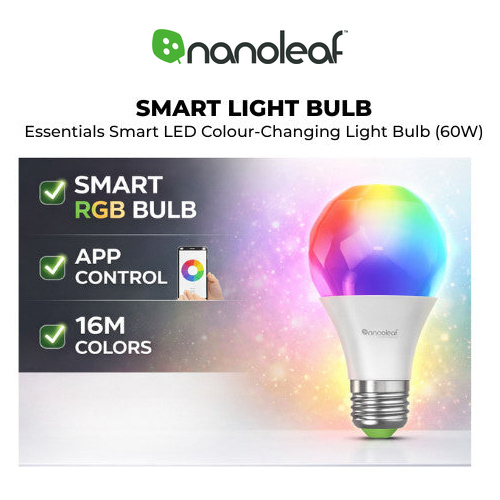 nanoleaf™
SMART LIGHT BULB
Essentials Smart LED Colour-Changing Light Bulb (60W)
SMART
RGB BULB
APP
CONTROL
16M
COLORS
nanoleaf